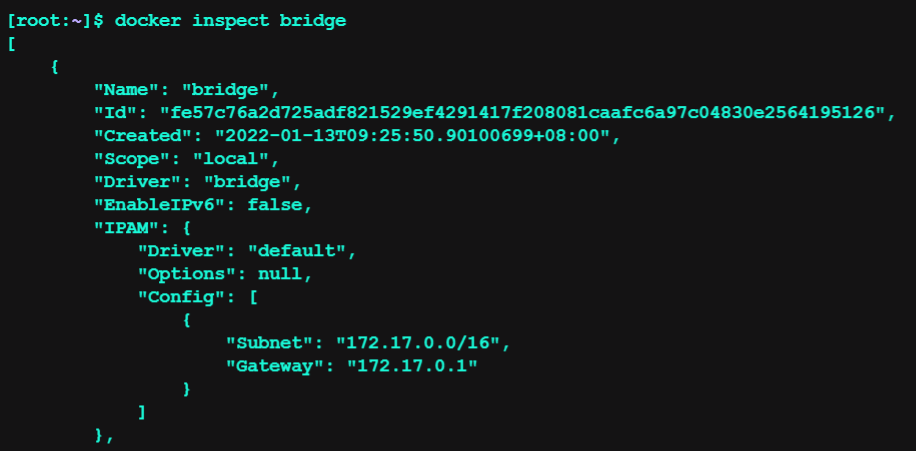 [root:~]$ docker inspect bridge
[
    {
        "Name": "bridge",
        "Id": "fe57c76a2d725adf821529ef4291417f208081caafc6a97c04830e2564195126",
        "Created": "2022-01-13T09:25:50.90100699+08:00",
        "Scope": "local",
        "Driver": "bridge",
        "EnableIPv6": false,
        "IPAM": {
            "Driver": "default",
            "Options": null,
            "Config": [
                {
                    "Subnet": "172.17.0.0/16",
                    "Gateway": "172.17.0.1"
                }
            ]
        },